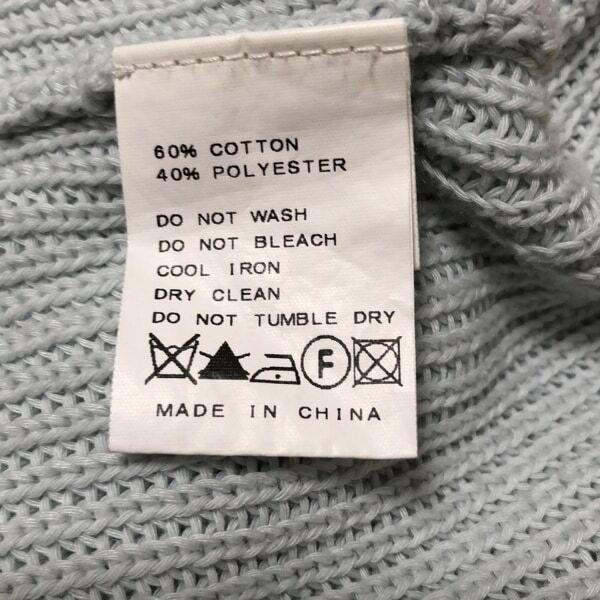 60% COTTON
40% POLYESTER
DO NOT WASH
DO NOT BLEACH
COOL IRON
DRY CLEAN
DO NOT TUMBLE DRY
F
MADE IN CHINA